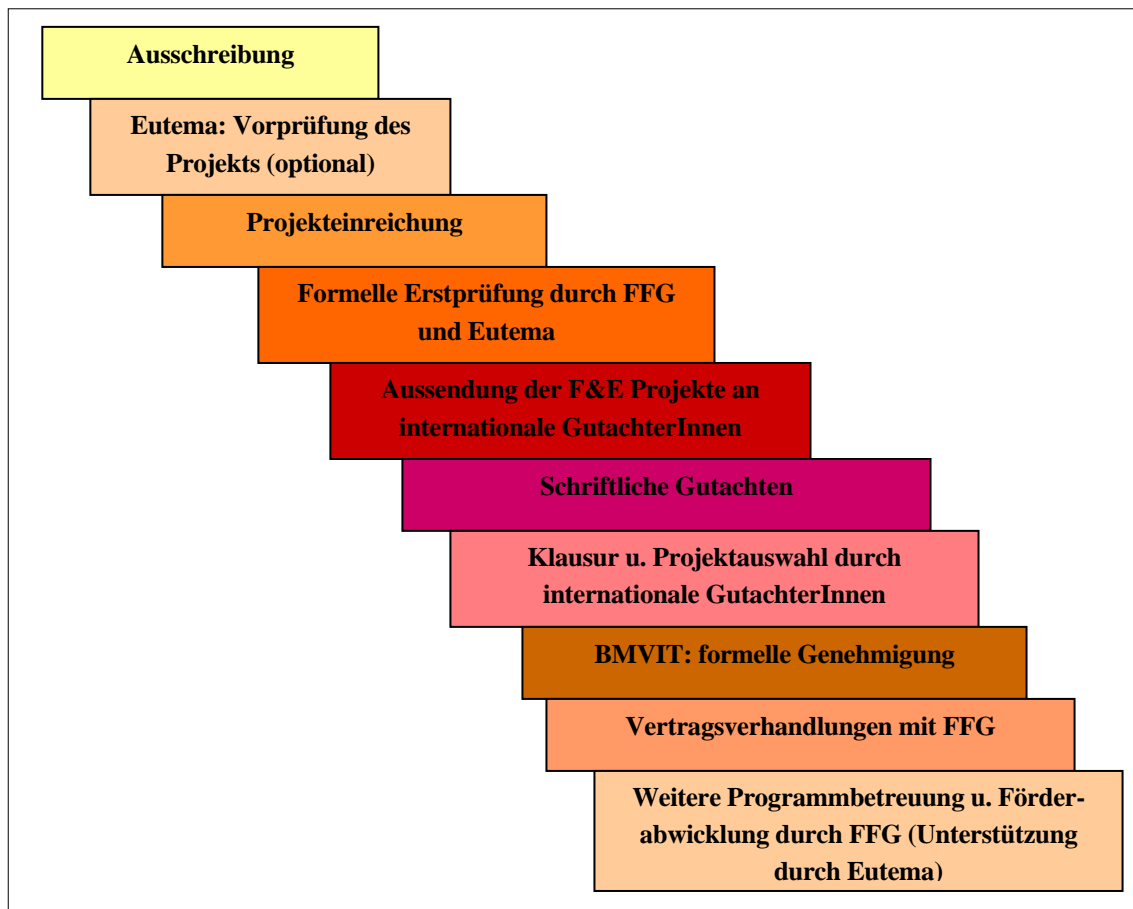 Ausschreibung
Eutema: Vorprüfung des
Projekts (optional)
Projekteinreichung
Formelle Erstprüfung durch FFG
und Eutema
Aussendung der F&E Projekte an
internationale GutachterInnen
Schriftliche Gutachten
Klausur u. Projektauswahl durch
internationale GutachterInnen
BMVIT: formelle Genehmigung
Vertragsverhandlungen mit FFG
Weitere Programmbetreuung u. Förder-
abwicklung durch FFG (Unterstützung
durch Eutema)